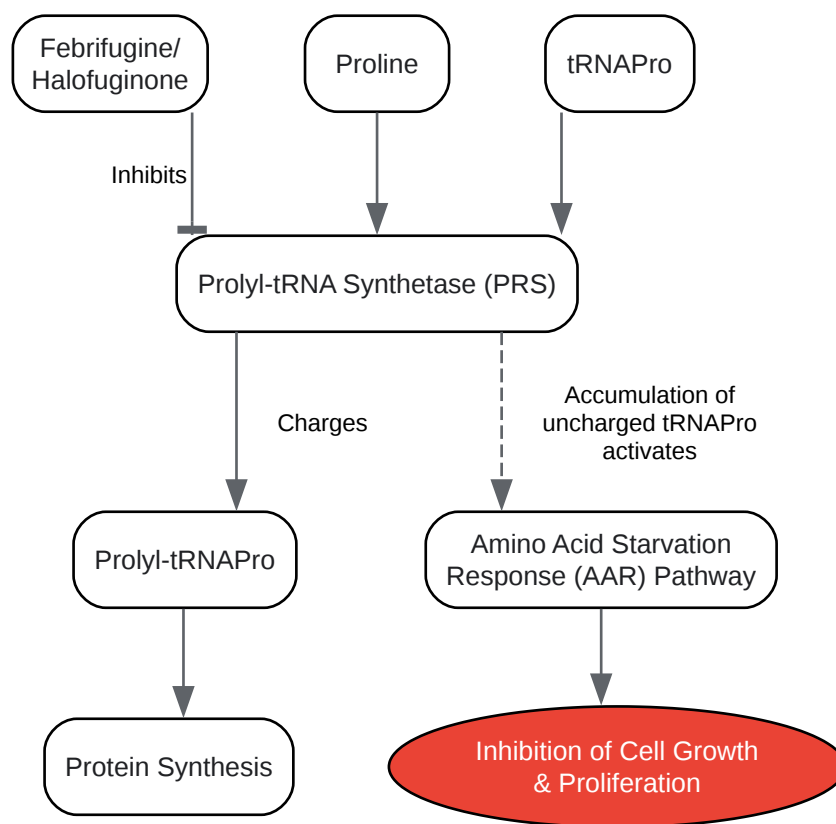 Febrifugine/
Halofuginone
Proline
tRNAPro
Inhibits
Prolyl-tRNA Synthetase (PRS)
Charges
Accumulation of
uncharged tRNAPro
activates
Prolyl-tRNAPro
Amino Acid Starvation
Response (AAR) Pathway
Protein Synthesis
Inhibition of Cell Growth
& Proliferation